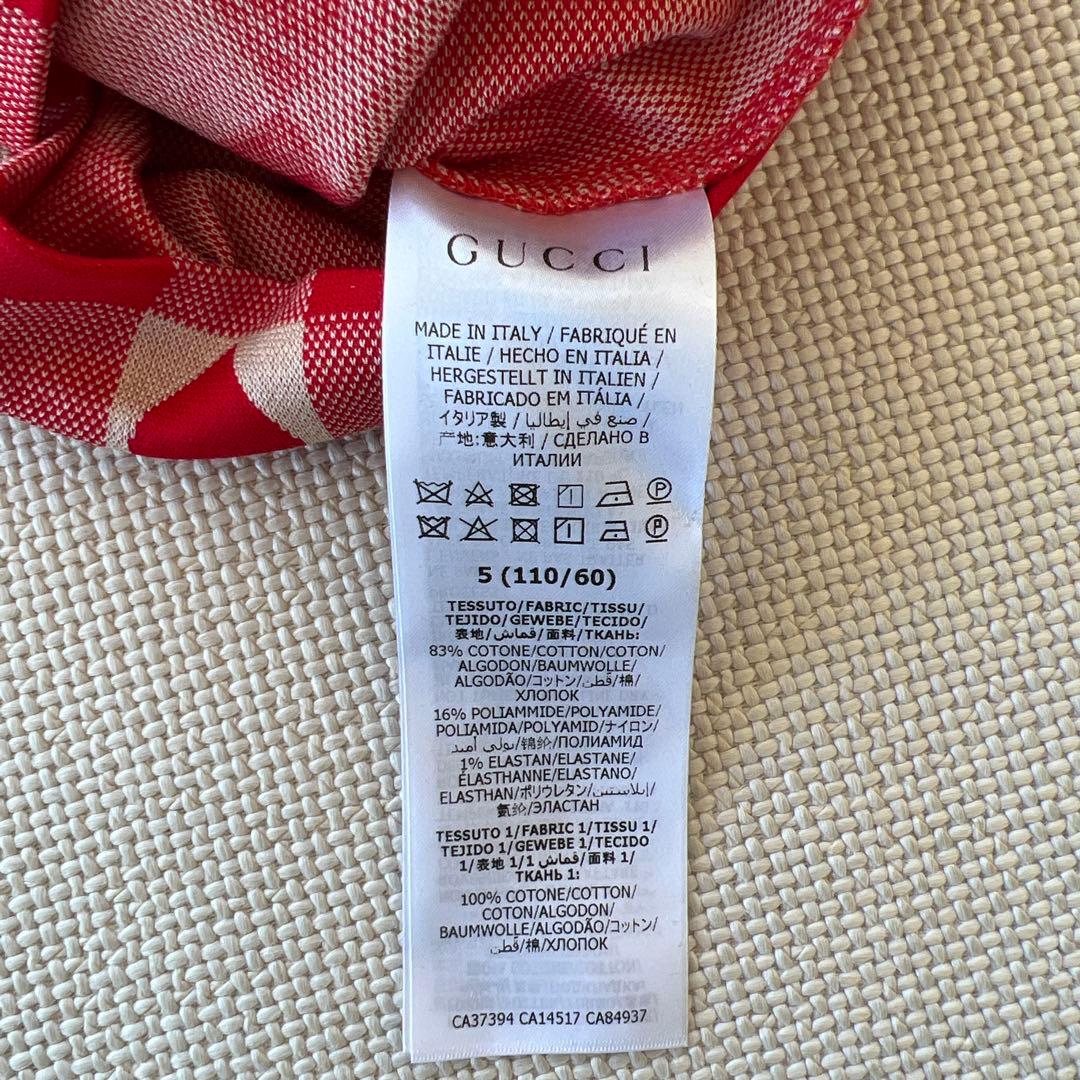 GUCCI
MADE IN ITALY / FABRIQUÉ EN
ITALIE / HECHO EN ITALIA /
HERGESTELLT IN ITALIEN /
FABRICADO EM ITÁLIA /
イタリア製 / صنع في إيطاليا /
产地:意大利 / СДЕЛАНО В
ИТАЛИИ
P
P
5 (110/60)
TESSUTO/FABRIC/TISSU/
TEJIDO/GEWEBE/TECIDO/
表地/قماش/面料/ТКАНЬ:
83% COTONE/COTTON/COTON/
ALGODON/BAUMWOLLE/
ALGODÃO/コットン/قطن/棉/
ХЛОПОК
16% POLIAMMIDE/POLYAMIDE/
POLIAMIDA/POLYAMID/ナイロン/
بولي أميد/锦纶/ПОЛИАМИД
1% ELASTAN/ELASTANE/
ÉLASTHANNE/ELASTANO/
ELASTHAN/ポリウレタン/إيلاستين/
氨纶/ЭЛАСТАН
TESSUTO 1/FABRIC 1/TISSU 1/
TEJIDO 1/GEWEBE 1/TECIDO
1/表地 1/قماش 1/面料 1/
ТКАНЬ 1:
100% COTONE/COTTON/
COTON/ALGODON/
BAUMWOLLE/ALGODÃO/コットン/
قطن/棉/ХЛОПОК
CA37394 CA14517 CA84937